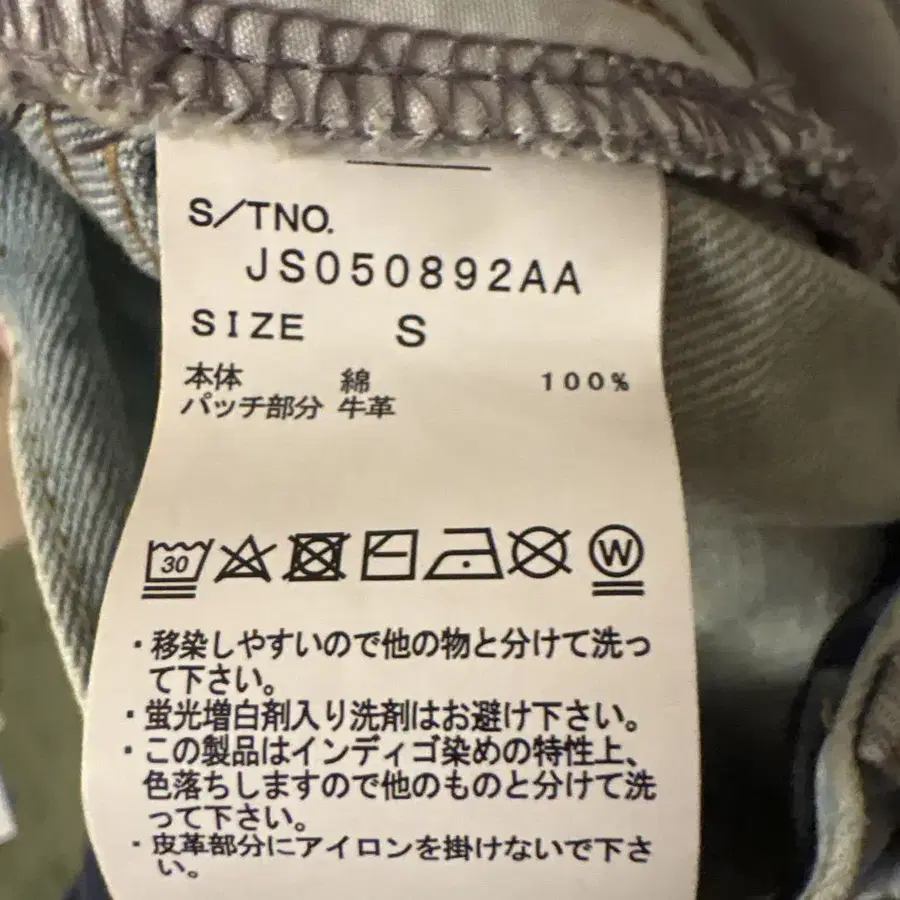 S/TNO.
JS050892AA
SIZE S
本体 綿 100%
パッチ部分 牛革
30 W
・移染しやすいので他の物と分けて洗っ
て下さい。
・蛍光増白剤入り洗剤はお避け下さい。
・この製品はインディゴ染めの特性上、
色落ちしますので他のものと分けて洗
って下さい。
・皮革部分にアイロンを掛けないで下さ
い。